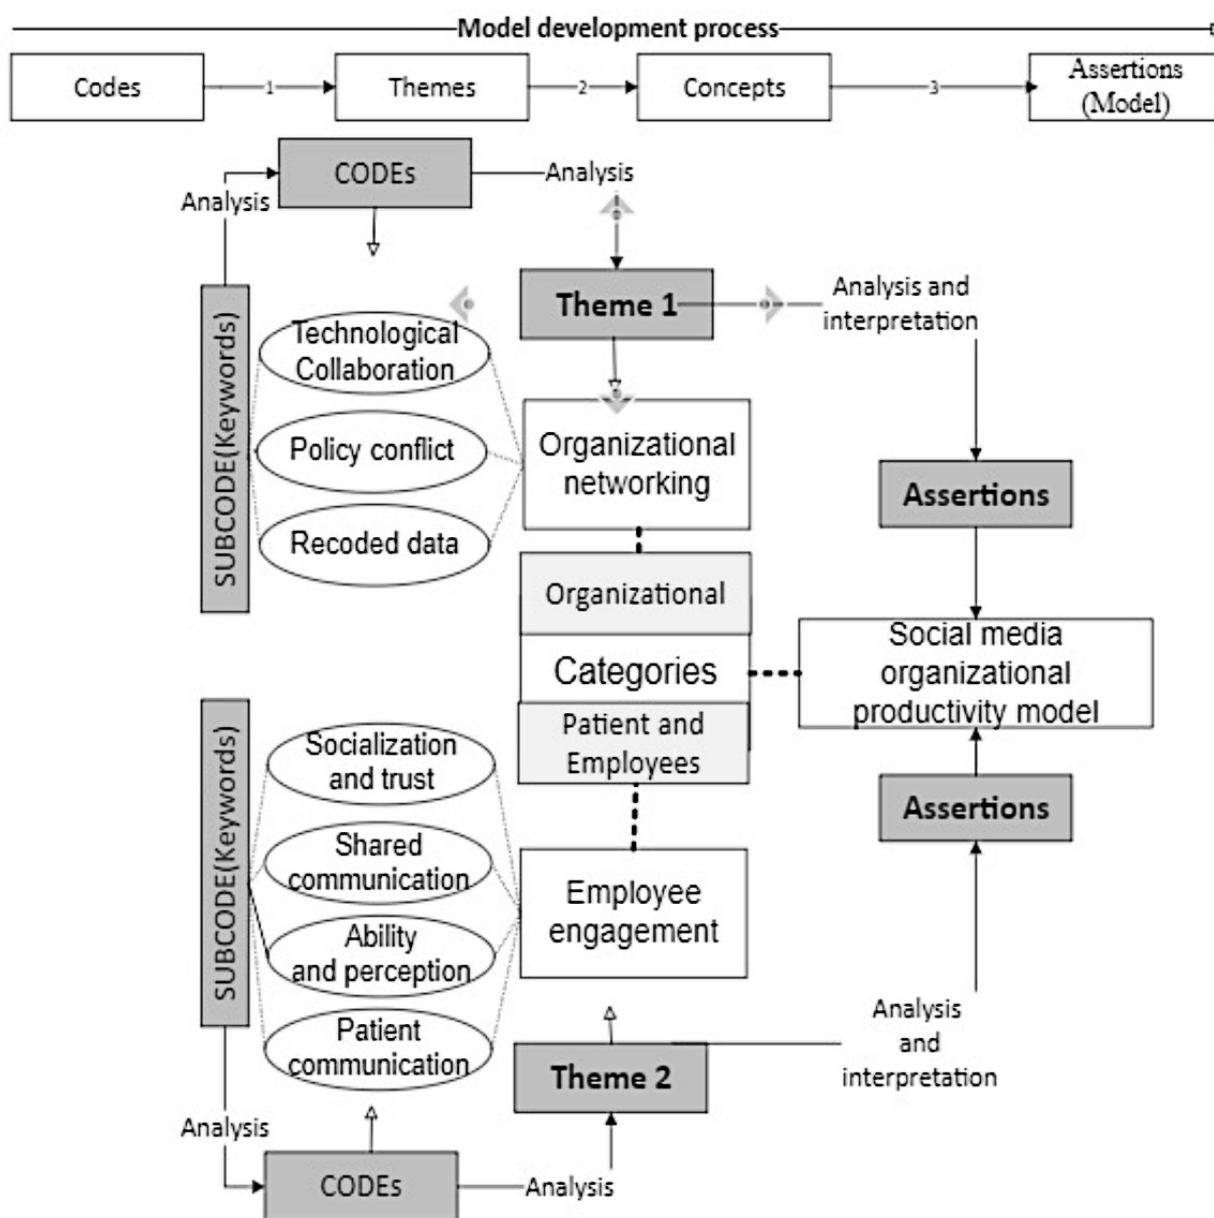 Model development process
Codes
1
Themes
2
Concepts
3
Assertions
(Model)
CODEs
Analysis
Analysis
SUBCODE(Keywords)
Technological
Collaboration
Policy conflict
Recoded data
Theme 1
Analysis and
interpretation
Organizational
networking
Assertions
Organizational
Categories
Patient and
Employees
Social media
organizational
productivity model
SUBCODE(Keywords)
Socialization
and trust
Shared
communication
Ability
and perception
Patient
communication
Employee
engagement
Assertions
Analysis
and
interpretation
Theme 2
Analysis
CODEs
Analysis